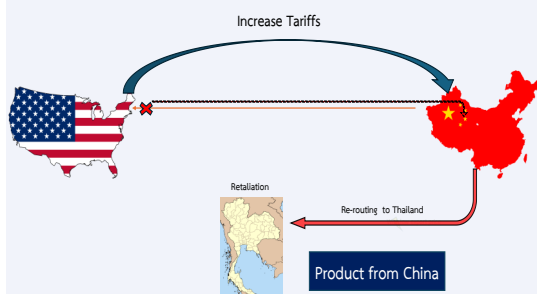 Increase Tariffs
Retaliation
Re-routing to Thailand
Product from China